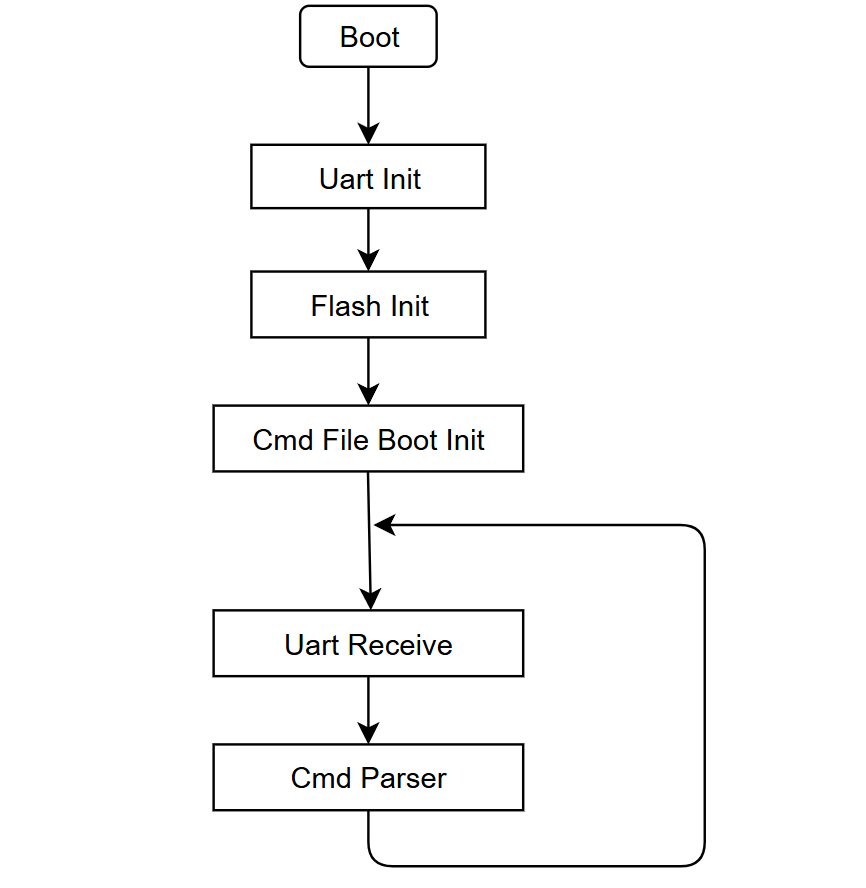 Boot
Uart Init
Flash Init
Cmd File Boot Init
Uart Receive
Cmd Parser